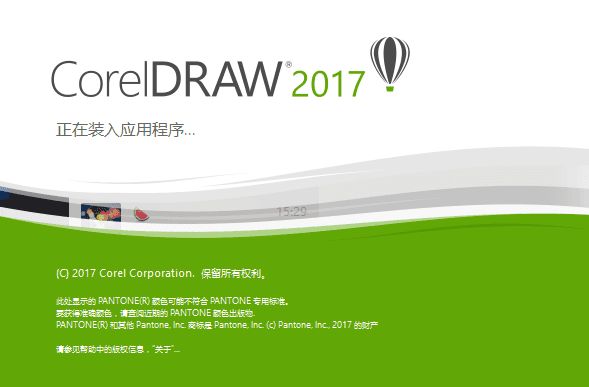 CorelDRAW® 2017
正在装入应用程序...
15:29
(C) 2017 Corel Corporation. 保留所有权利。
此处显示的 PANTONE(R) 颜色可能不符合 PANTONE 专用标准。
要获得准确颜色，请查阅近期的 PANTONE 颜色出版物.
PANTONE(R) 和其他 Pantone, Inc. 商标是 Pantone, Inc. (c) Pantone, Inc., 2017 的财产
请参见帮助中的版权信息，"关于"...